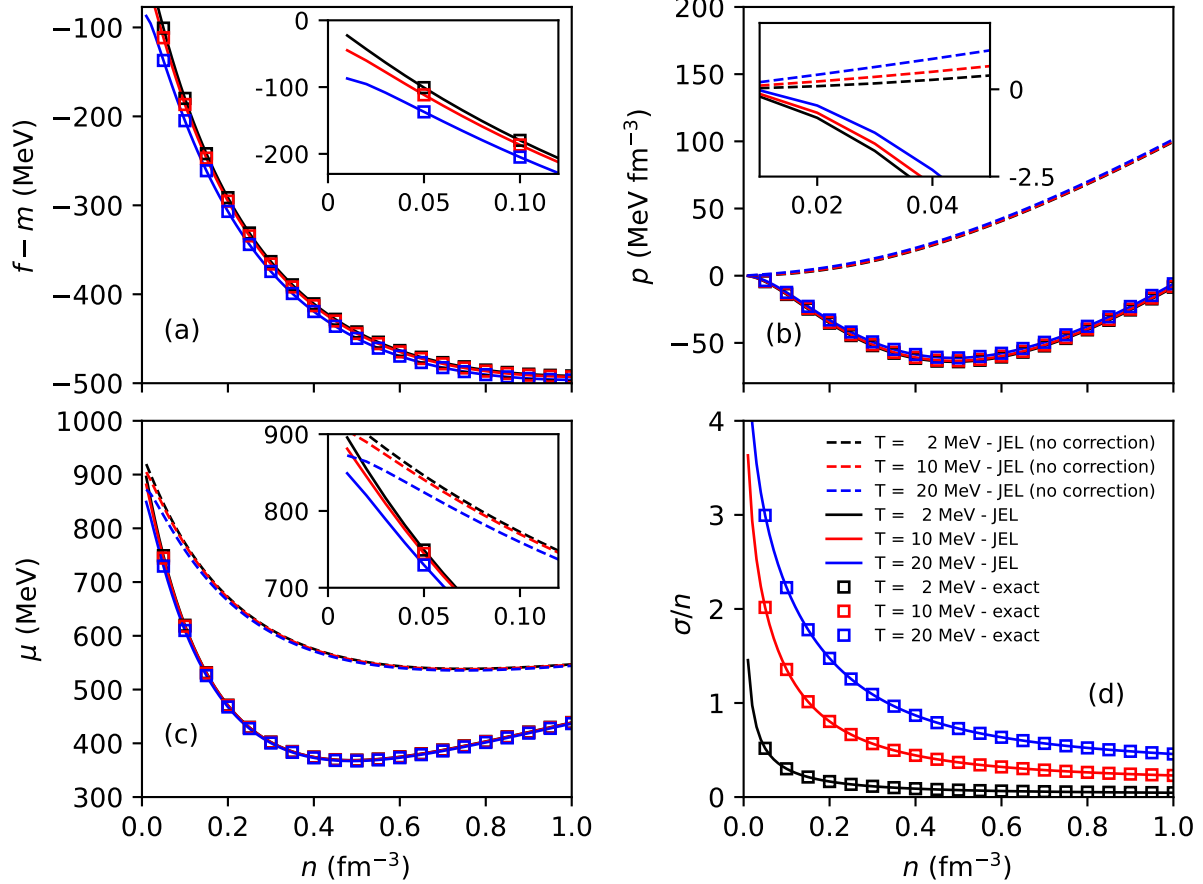 f − m (MeV)
−100
−200
−300
−400
−500
(a)
0
-100
-200
0
0.05
0.10
p (MeV fm⁻³)
200
150
100
50
0
−50
(b)
0
-2.5
0.02
0.04
μ (MeV)
1000
900
800
700
600
500
400
300
(c)
900
800
700
0
0.05
0.10
0.0 0.2 0.4 0.6 0.8 1.0
n (fm⁻³)
σ/n
4
3
2
1
0
T = 2 MeV - JEL (no correction)
T = 10 MeV - JEL (no correction)
T = 20 MeV - JEL (no correction)
T = 2 MeV - JEL
T = 10 MeV - JEL
T = 20 MeV - JEL
T = 2 MeV - exact
T = 10 MeV - exact
T = 20 MeV - exact
(d)
0.0 0.2 0.4 0.6 0.8 1.0
n (fm⁻³)